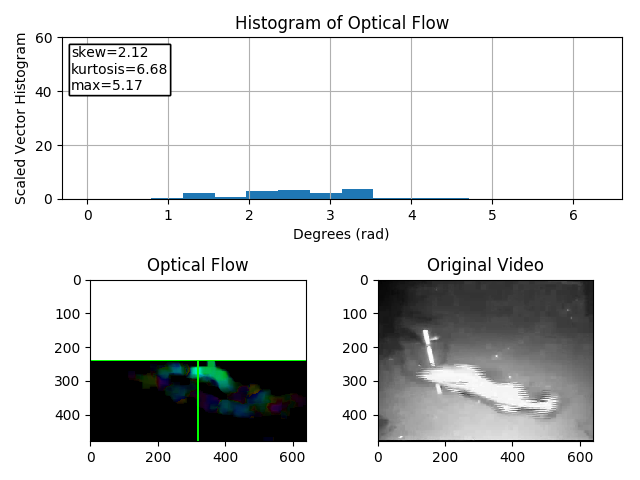 Histogram of Optical Flow
60
40
20
0
Scaled Vector Histogram
skew=2.12
kurtosis=6.68
max=5.17
0 1 2 3 4 5 6
Degrees (rad)
Optical Flow
0
100
200
300
400
0 200 400 600
Original Video
0
100
200
300
400
0 200 400 600